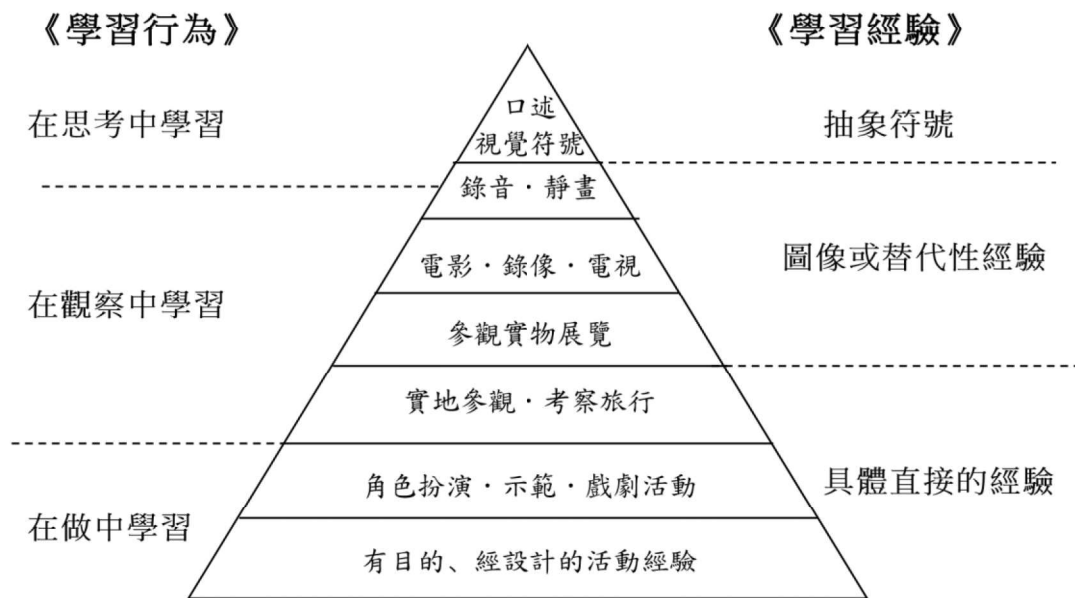 《學習行為》
《學習經驗》
口述
在思考中學習
抽象符號
視覺符號
錄音·靜畫
圖像或替代性經驗
電影·錄像·電視
在觀察中學習
參觀實物展覽
實地參觀·考察旅行
角色扮演·示範·戲劇活動
具體直接的經驗
在做中學習
有目的、經設計的活動經驗